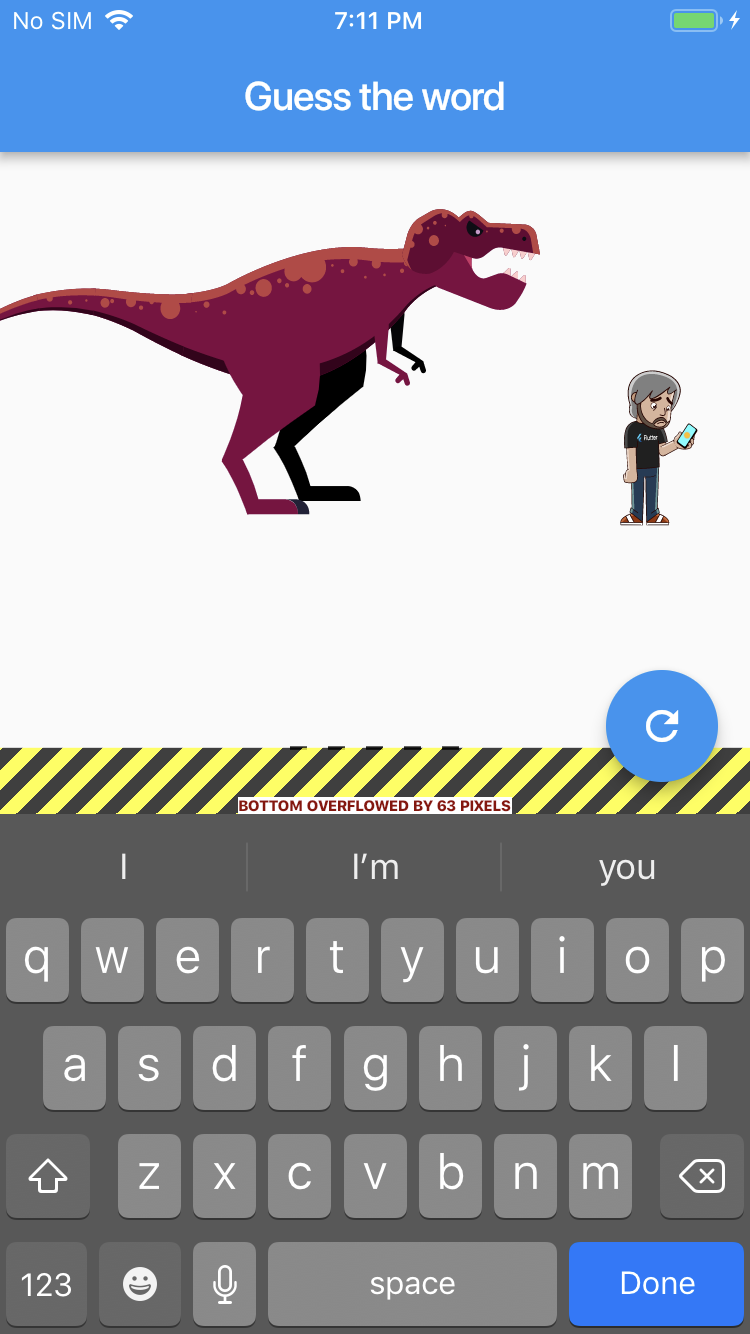 No SIM 7:11 PM
Guess the word
Flutter
BOTTOM OVERFLOWED BY 63 PIXELS
I I’m you
q w e r t y u i o p
a s d f g h j k l
z x c v b n m
123 space Done